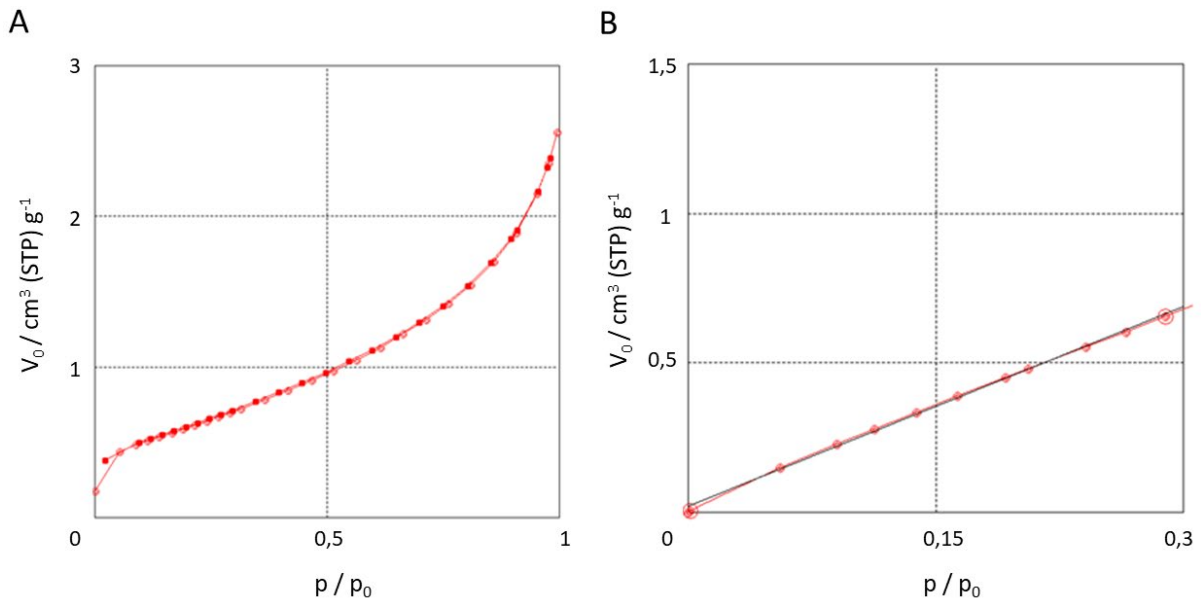 A
B
3
2
1
0
0,5
1
V₀ / cm³ (STP) g⁻¹
p / p₀
1,5
1
0,5
0
0,15
0,3
V₀ / cm³ (STP) g⁻¹
p / p₀